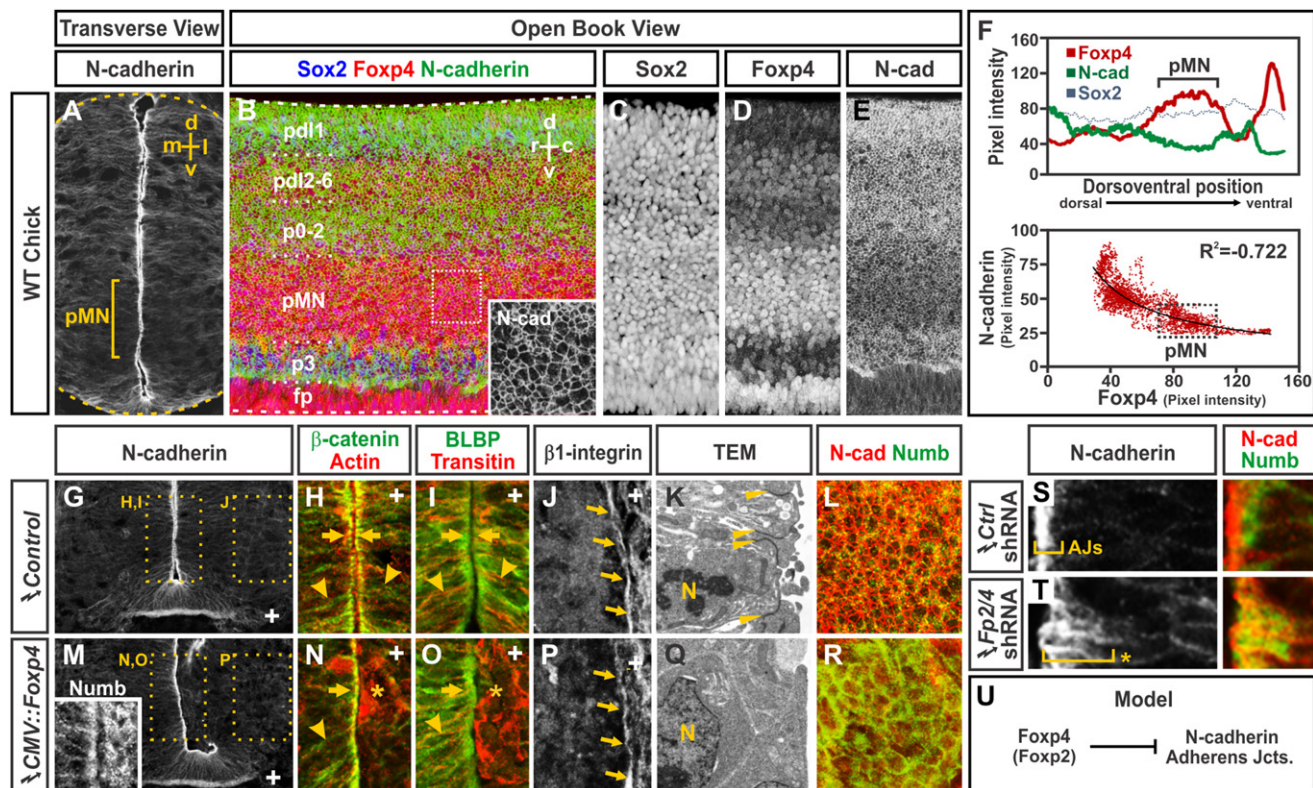 Transverse View
Open Book View
N-cadherin
Sox2 Foxp4 N-cadherin
Sox2
Foxp4
N-cad
WT Chick
A
d
m l
v
pMN
B
pdl1
d
r c
v
pdl2-6
p0-2
pMN
p3
fp
N-cad
C
D
E
F
Foxp4
N-cad
Sox2
pMN
Pixel intensity
160
120
80
40
0
Dorsoventral position
dorsal
ventral
N-cadherin
(Pixel intensity)
100
75
50
25
0
R²=-0.722
pMN
0 40 80 120 160
Foxp4 (Pixel intensity)
N-cadherin
β-catenin
Actin
BLBP
Transitin
β1-integrin
TEM
N-cad Numb
N-cadherin
N-cad
Numb
Control
G
H,I
J
+
H
+
I
+
J
+
K
N
L
CMV::Foxp4
M
N,O
P
Numb
+
N
+
*
O
+
*
P
+
Q
N
R
Ctrl
shRNA
S
AJs
Fp2/4
shRNA
T
*
U
Model
Foxp4
(Foxp2)
N-cadherin
Adherens Jcts.